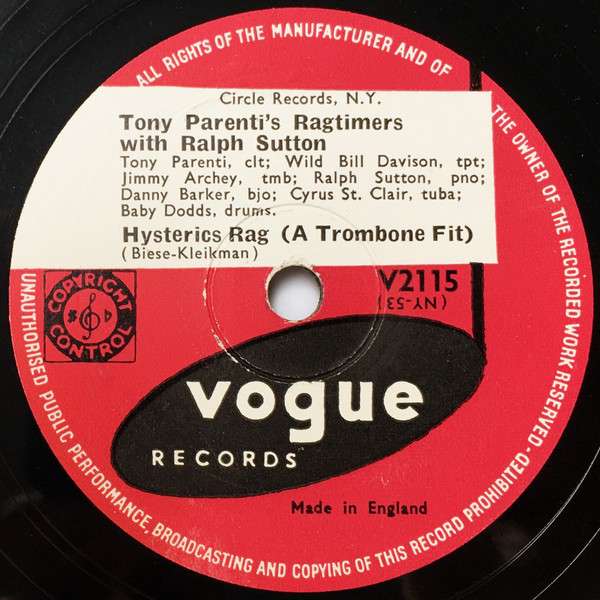 ALL RIGHTS OF THE MANUFACTURER AND OF THE OWNER OF THE RECORDED WORK RESERVED - UNAUTHORISED PUBLIC PERFORMANCE, BROADCASTING AND COPYING OF THIS RECORD PROHIBITED
Circle Records, N.Y.
Tony Parenti's Ragtimers
with Ralph Sutton
Tony Parenti, clt; Wild Bill Davison, tpt;
Jimmy Archey, tmb; Ralph Sutton, pno;
Danny Barker, bjo; Cyrus St. Clair, tuba;
Baby Dodds, drums.
Hysterics Rag (A Trombone Fit)
(Biese-Kleikman)
COPYRIGHT
CONTROL
V2115
(NY-53)
vogue
RECORDS
Made in England